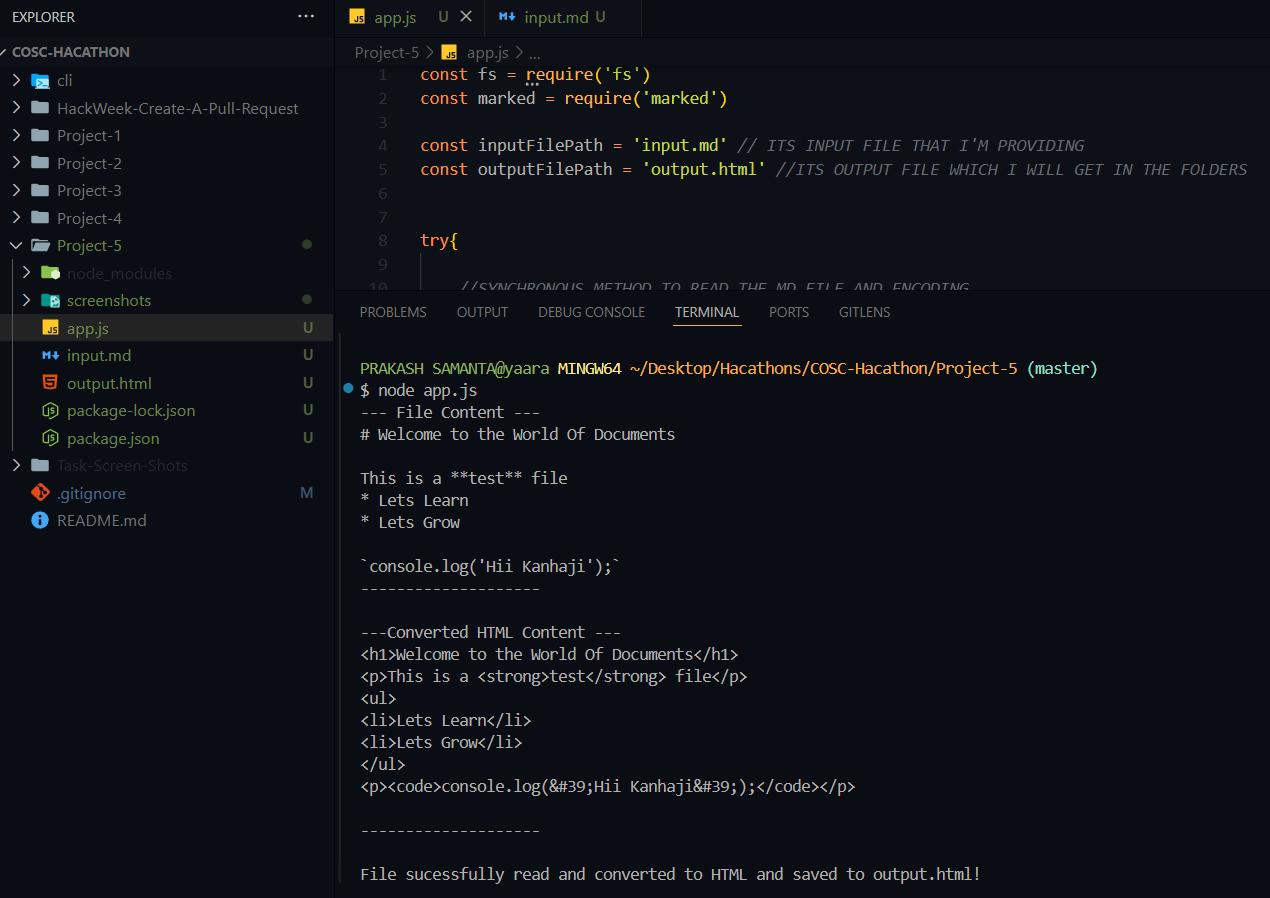 EXPLORER
COSC-HACATHON
cli
HackWeek-Create-A-Pull-Request
Project-1
Project-2
Project-3
Project-4
Project-5
node_modules
screenshots
app.js U
input.md U
output.html U
package-lock.json U
package.json U
Task-Screen-Shots
.gitignore M
README.md
app.js U
input.md U
Project-5 > app.js > ...
1 const fs = require('fs')
2 const marked = require('marked')
3
4 const inputFilePath = 'input.md' // ITS INPUT FILE THAT I'M PROVIDING
5 const outputFilePath = 'output.html' //ITS OUTPUT FILE WHICH I WILL GET IN THE FOLDERS
6
7
8 try{
9
10 //SYNCHRONOUS METHOD TO READ THE MD FILE AND ENCODING
PROBLEMS OUTPUT DEBUG CONSOLE TERMINAL PORTS GITLENS
PRAKASH SAMANTA@yaara MINGW64 ~/Desktop/Hacathons/COSC-Hacathon/Project-5 (master)
$ node app.js
--- File Content ---
# Welcome to the World Of Documents
This is a **test** file
* Lets Learn
* Lets Grow
`console.log('Hii Kanhaji');`
--------------------
---Converted HTML Content ---
<h1>Welcome to the World Of Documents</h1>
<p>This is a <strong>test</strong> file</p>
<ul>
<li>Lets Learn</li>
<li>Lets Grow</li>
</ul>
<p><code>console.log(&#39;Hii Kanhaji&#39;);</code></p>
--------------------
File sucessfully read and converted to HTML and saved to output.html!